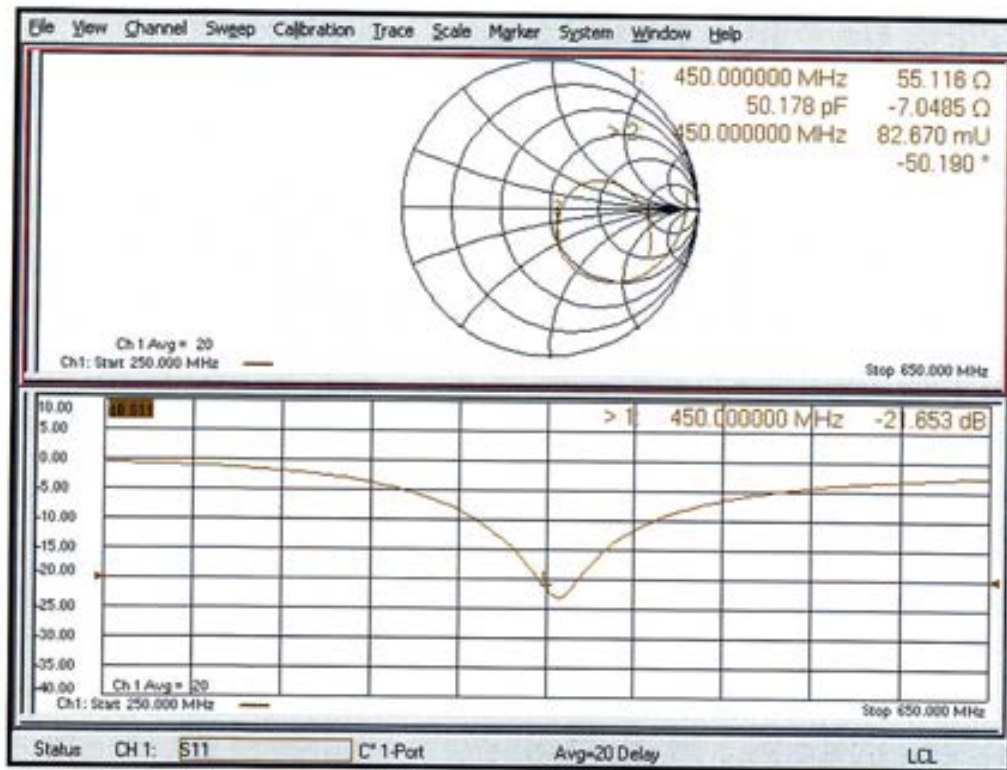 File View Channel Sweep Calibration Trace Scale Marker System Window Help
1: 450.000000 MHz 55.116 Ω
50.178 pF -7.0485 Ω
> 2: 450.000000 MHz 82.670 mU
-50.190 °
Ch 1 Avg = 20
Ch1: Start 250.000 MHz
Stop 650.000 MHz
10.00
dB S11
> 1: 450.000000 MHz -21.653 dB
5.00
0.00
-5.00
-10.00
-15.00
-20.00
-25.00
-30.00
-35.00
-40.00
Ch 1 Avg = 20
Ch1: Start 250.000 MHz
Stop 650.000 MHz
Status CH 1: S11 C* 1-Port Avg=20 Delay LCL